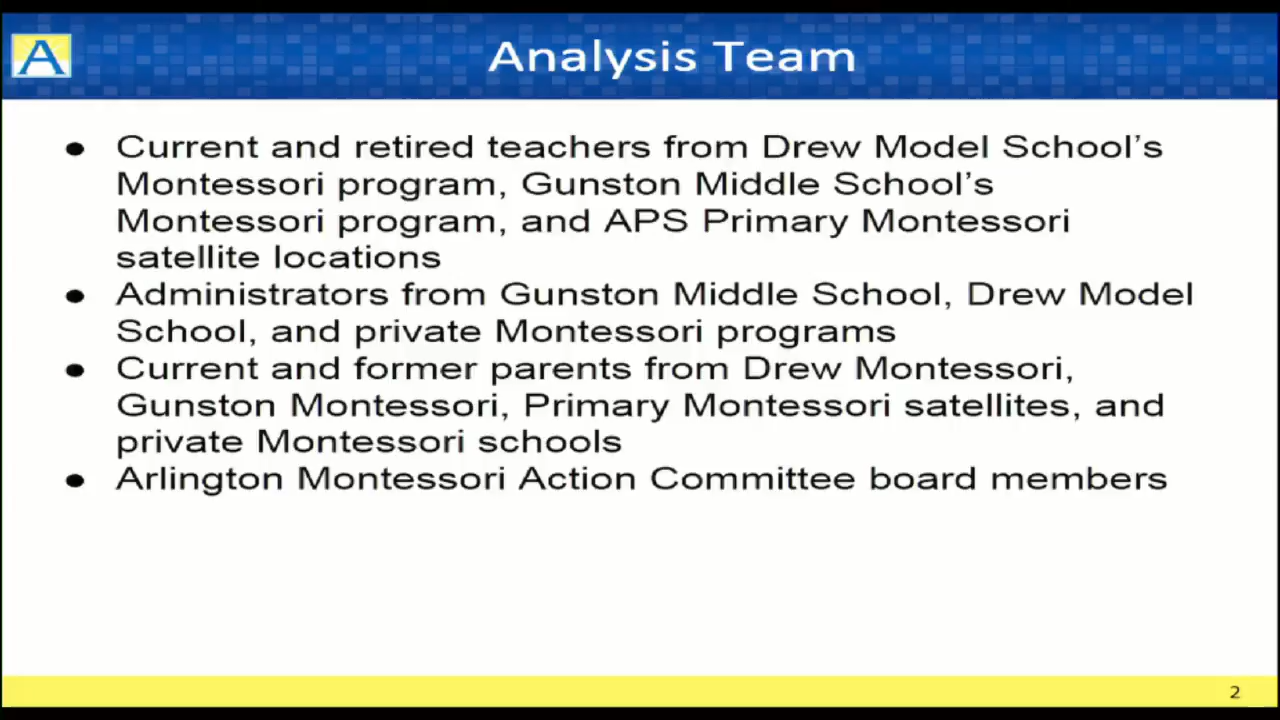 A
Analysis Team
● Current and retired teachers from Drew Model School’s
Montessori program, Gunston Middle School’s
Montessori program, and APS Primary Montessori
satellite locations
● Administrators from Gunston Middle School, Drew Model
School, and private Montessori programs
● Current and former parents from Drew Montessori,
Gunston Montessori, Primary Montessori satellites, and
private Montessori schools
● Arlington Montessori Action Committee board members
2